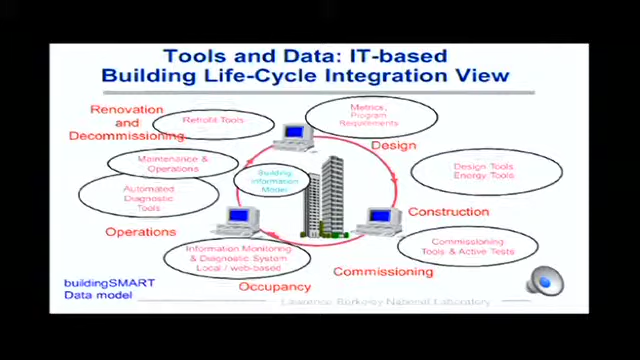 Tools and Data: IT-based
Building Life-Cycle Integration View
Renovation
and
Decommissioning
Retrofit Tools
Metrics,
Program
Requirements
Design
Maintenance &
Operations
Building
Information
Model
Design Tools
Energy Tools
Automated
Diagnostic
Tools
Construction
Operations
Commissioning:
Tools & Active Tests
Information Monitoring
& Diagnostic System
Local / web-based
Commissioning
Occupancy
buildingSMART
Data model
Lawrence Berkeley National Laboratory